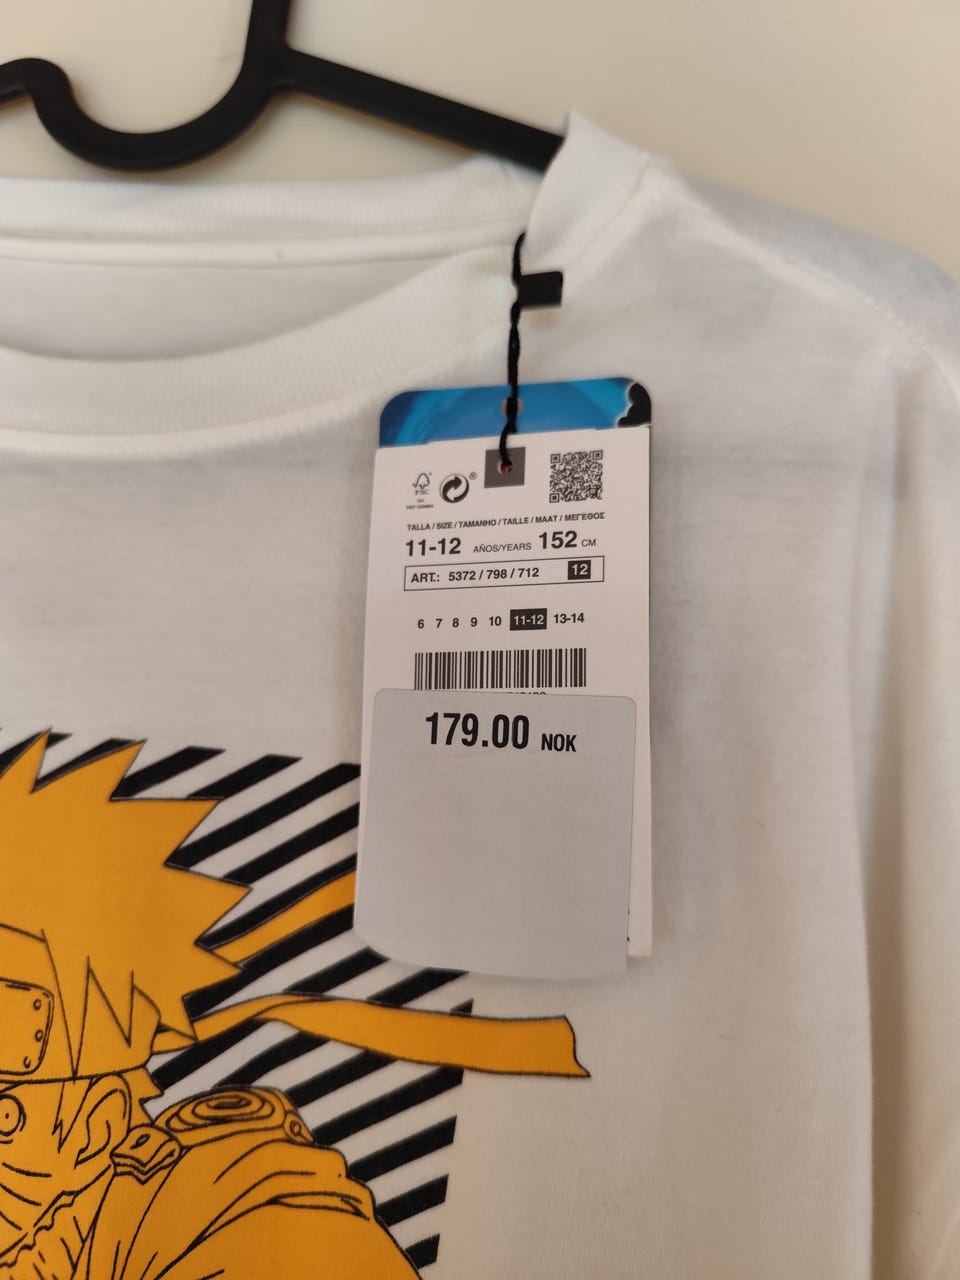 FSC
®
TALLA / SIZE / TAMANHO / TAILLE / MAAT / ΜΕΓΕΘΟΣ
11-12 AÑOS/YEARS 152 CM
ART.: 5372 / 798 / 712 12
6 7 8 9 10 11-12 13-14
179.00 NOK